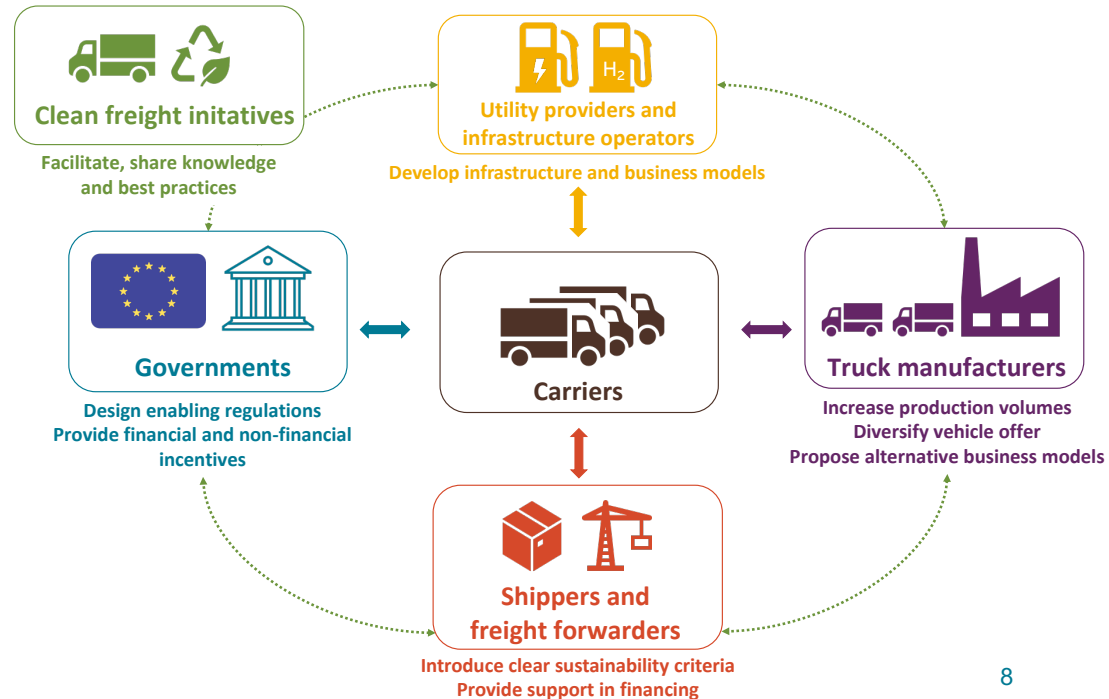 Clean freight initatives
Facilitate, share knowledge
and best practices
H2
Utility providers and
infrastructure operators
Develop infrastructure and business models
Governments
Design enabling regulations
Provide financial and non-financial
incentives
Carriers
Truck manufacturers
Increase production volumes
Diversify vehicle offer
Propose alternative business models
Shippers and
freight forwarders
Introduce clear sustainability criteria
Provide support in financing
8